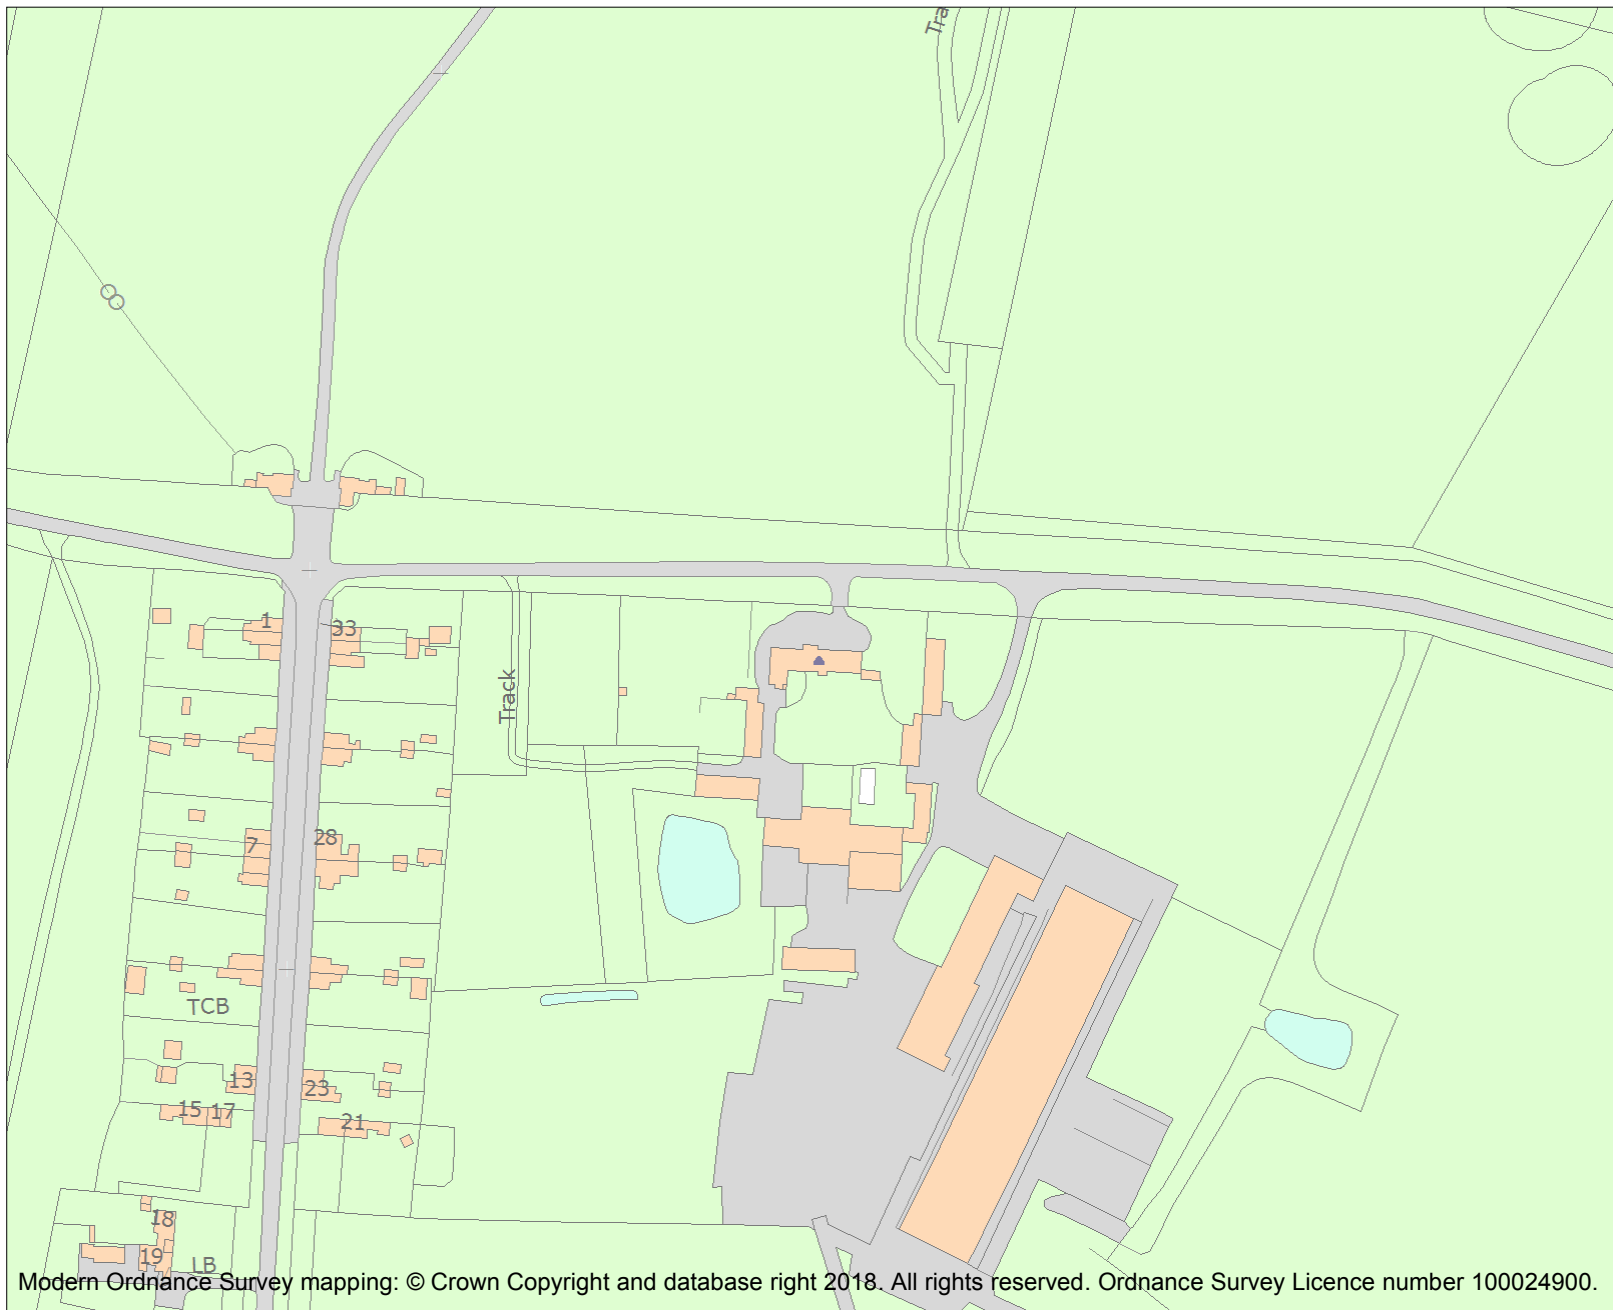 Tra
1
33
Track
7
28
TCB
13
23
15 17
21
18
19
LB
Modern Ordnance Survey mapping: © Crown Copyright and database right 2018. All rights reserved. Ordnance Survey Licence number 100024900.